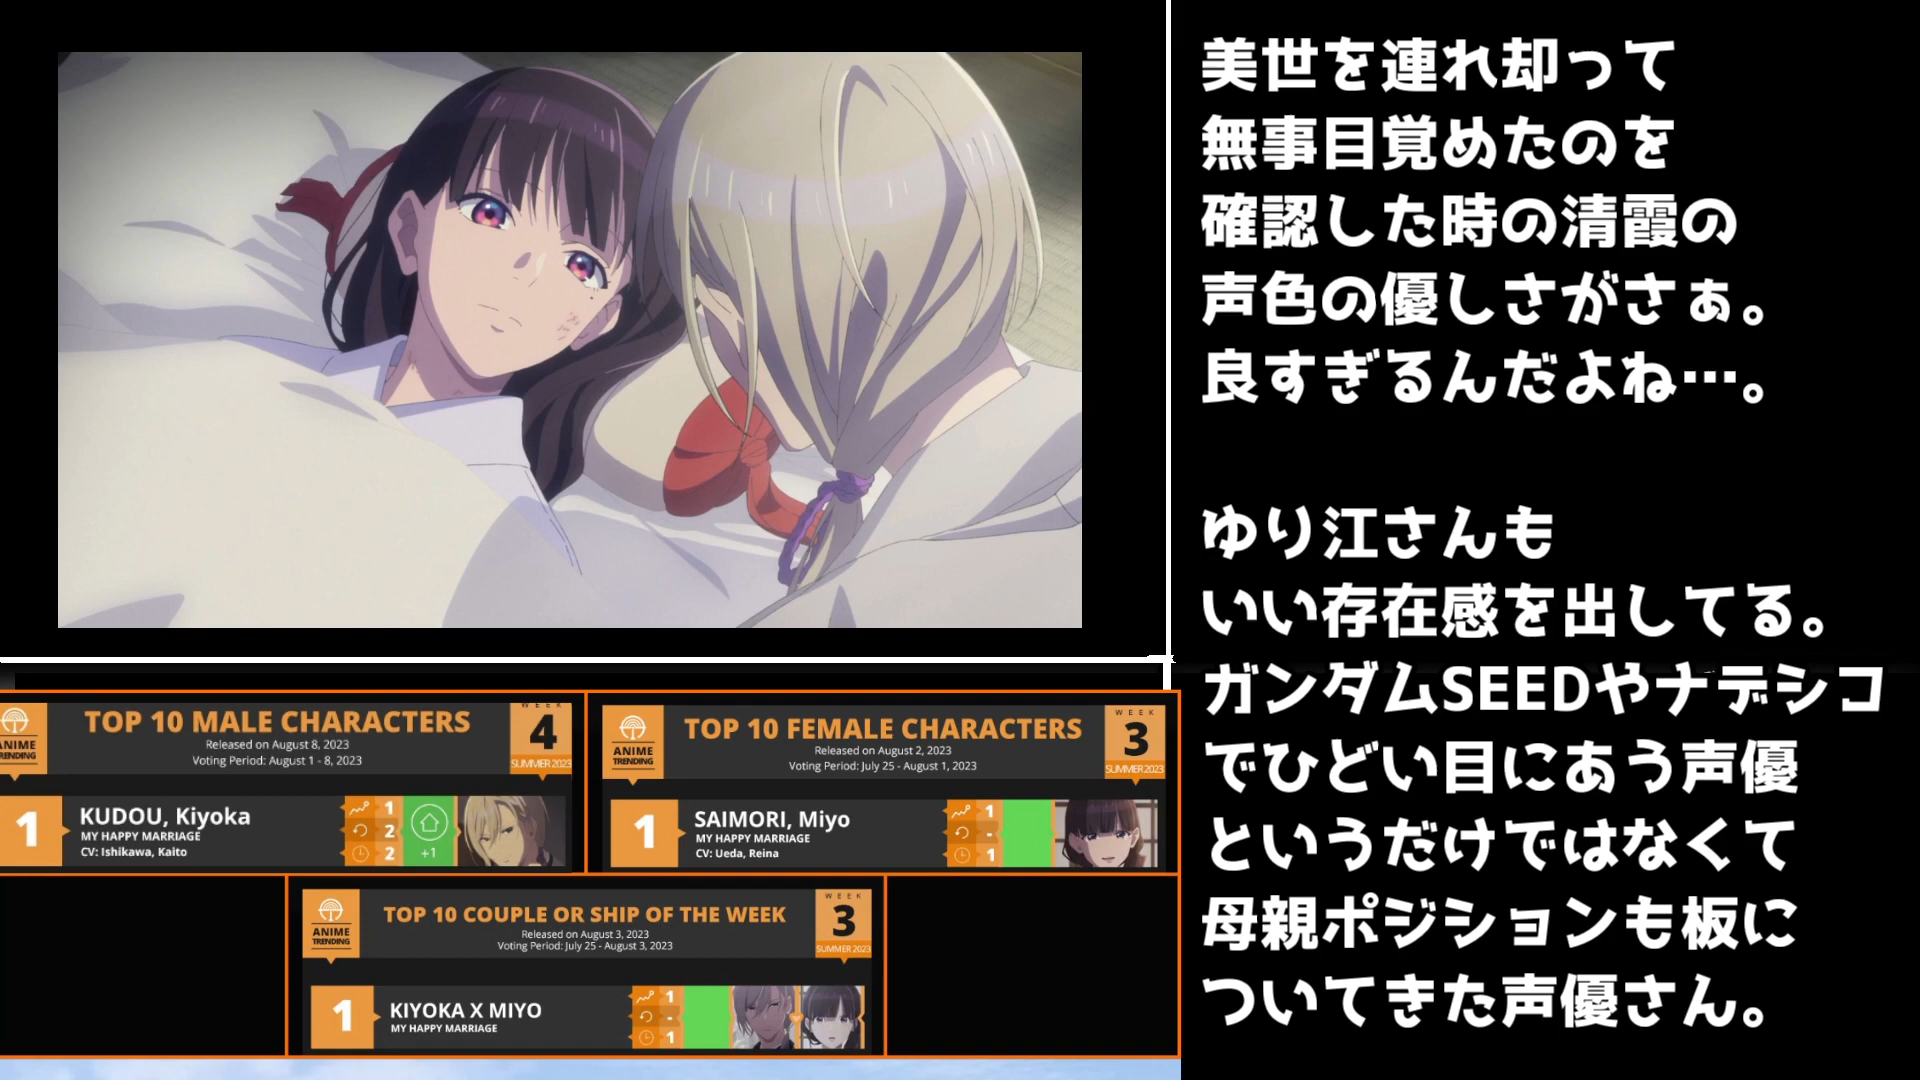 美世を連れ却って
無事目覚めたのを
確認した時の清霞の
声色の優しさがさぁ。
良すぎるんだよね…。
ゆり江さんも
いい存在感を出してる。
ガンダムSEEDやナデシコ
でひどい目にあう声優
というだけではなくて
母親ポジションも板に
ついてきた声優さん。
ANIME
TRENDING
TOP 10 MALE CHARACTERS
Released on August 8, 2023
Voting Period: August 1 - 8, 2023
WEEK
4
SUMMER 2023
1
KUDOU, Kiyoka
MY HAPPY MARRIAGE
CV: Ishikawa, Kaito
1
2
2
+1
ANIME
TRENDING
TOP 10 FEMALE CHARACTERS
Released on August 2, 2023
Voting Period: July 25 - August 1, 2023
WEEK
3
SUMMER 2023
1
SAIMORI, Miyo
MY HAPPY MARRIAGE
CV: Ueda, Reina
1
-
1
ANIME
TRENDING
TOP 10 COUPLE OR SHIP OF THE WEEK
Released on August 3, 2023
Voting Period: July 25 - August 3, 2023
WEEK
3
SUMMER 2023
1
KIYOKA X MIYO
MY HAPPY MARRIAGE
1
-
1